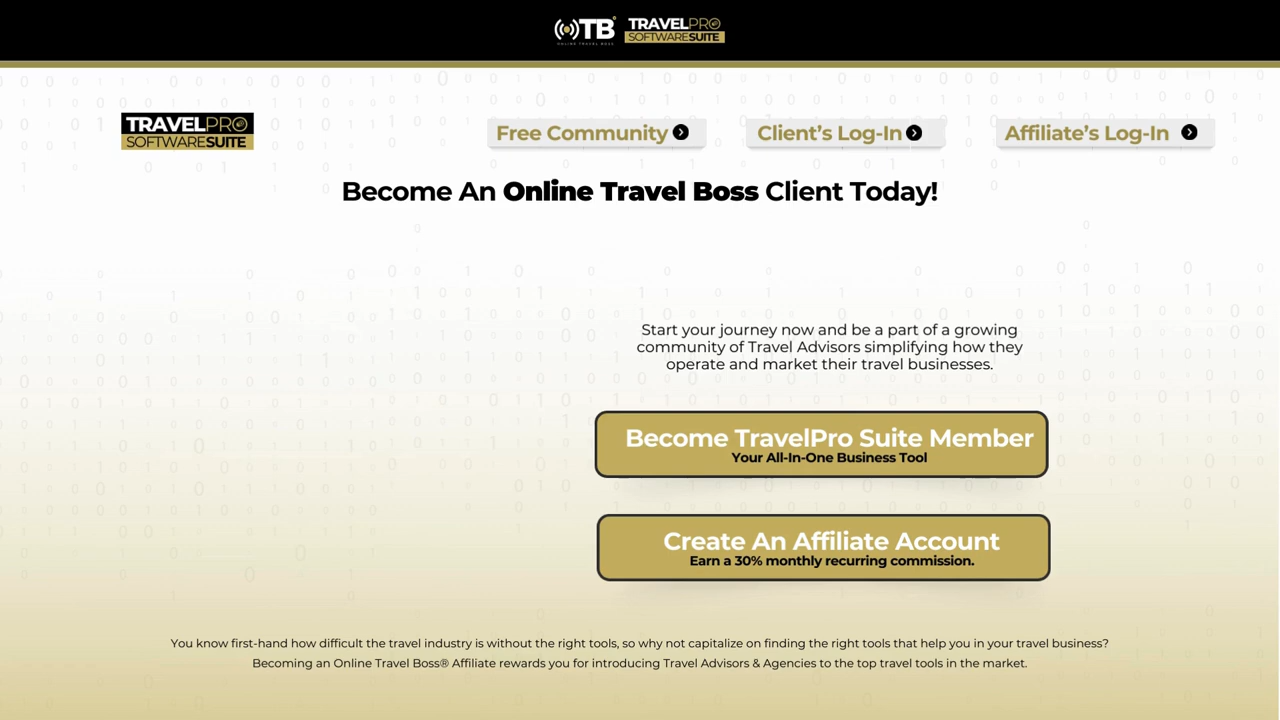 TB®
ONLINE TRAVEL BOSS
TRAVELPRO
SOFTWARESUITE
TRAVELPRO
SOFTWARESUITE
Free Community
Client’s Log-In
Affiliate’s Log-In
Become An Online Travel Boss Client Today!
Start your journey now and be a part of a growing
community of Travel Advisors simplifying how they
operate and market their travel businesses.
Become TravelPro Suite Member
Your All-In-One Business Tool
Create An Affiliate Account
Earn a 30% monthly recurring commission.
You know first-hand how difficult the travel industry is without the right tools, so why not capitalize on finding the right tools that help you in your travel business?
Becoming an Online Travel Boss® Affiliate rewards you for introducing Travel Advisors & Agencies to the top travel tools in the market.